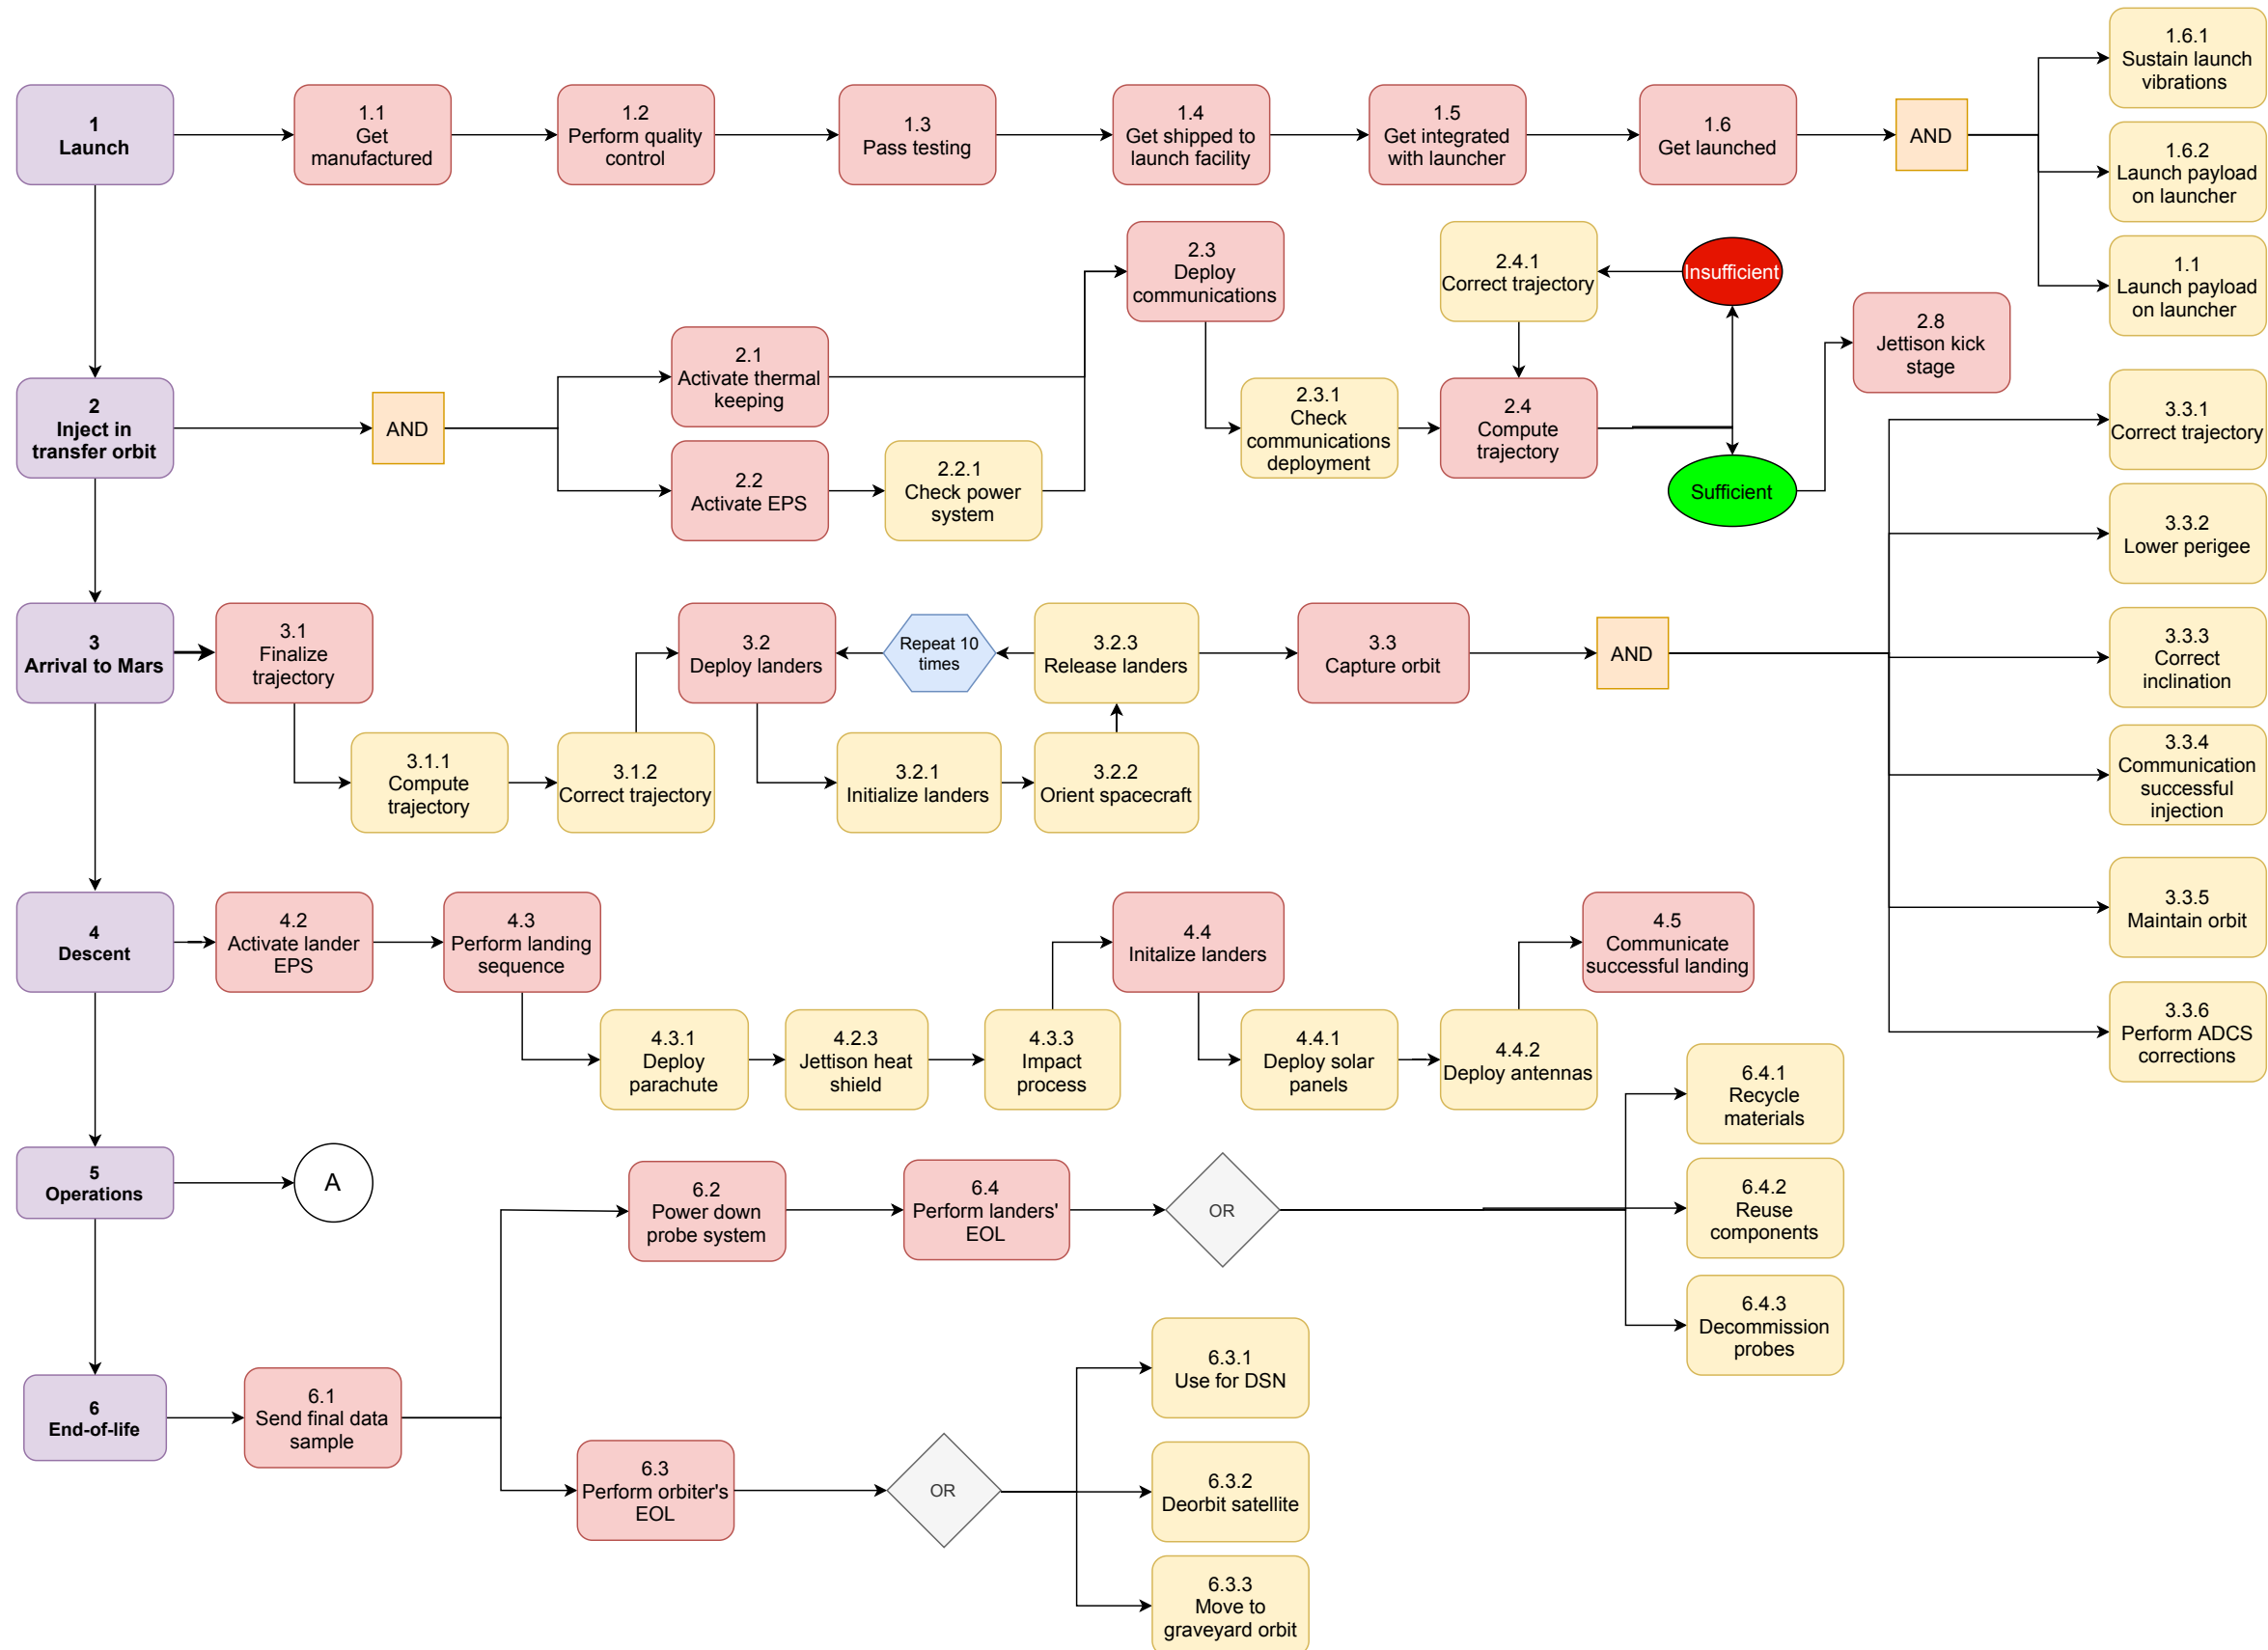 1
Launch
1.1
Get
manufactured
1.2
Perform quality
control
1.3
Pass testing
1.4
Get shipped to
launch facility
1.5
Get integrated
with launcher
1.6
Get launched
AND
1.6.1
Sustain launch
vibrations
1.6.2
Launch payload
on launcher
1.1
Launch payload
on launcher
2
Inject in
transfer orbit
AND
2.1
Activate thermal
keeping
2.2
Activate EPS
2.2.1
Check power
system
2.3
Deploy
communications
2.3.1
Check
communications
deployment
2.4.1
Correct trajectory
2.4
Compute
trajectory
Insufficient
Sufficient
2.8
Jettison kick
stage
3
Arrival to Mars
3.1
Finalize
trajectory
3.1.1
Compute
trajectory
3.1.2
Correct trajectory
3.2
Deploy landers
Repeat 10
times
3.2.1
Initialize landers
3.2.2
Orient spacecraft
3.2.3
Release landers
3.3
Capture orbit
AND
3.3.1
Correct trajectory
3.3.2
Lower perigee
3.3.3
Correct
inclination
3.3.4
Communication
successful
injection
3.3.5
Maintain orbit
3.3.6
Perform ADCS
corrections
4
Descent
4.2
Activate lander
EPS
4.3
Perform landing
sequence
4.3.1
Deploy
parachute
4.2.3
Jettison heat
shield
4.3.3
Impact
process
4.4
Initalize landers
4.4.1
Deploy solar
panels
4.4.2
Deploy antennas
4.5
Communicate
successful landing
5
Operations
A
6
End-of-life
6.1
Send final data
sample
6.2
Power down
probe system
6.4
Perform landers'
EOL
OR
6.4.1
Recycle
materials
6.4.2
Reuse
components
6.4.3
Decommission
probes
6.3
Perform orbiter's
EOL
OR
6.3.1
Use for DSN
6.3.2
Deorbit satellite
6.3.3
Move to
graveyard orbit